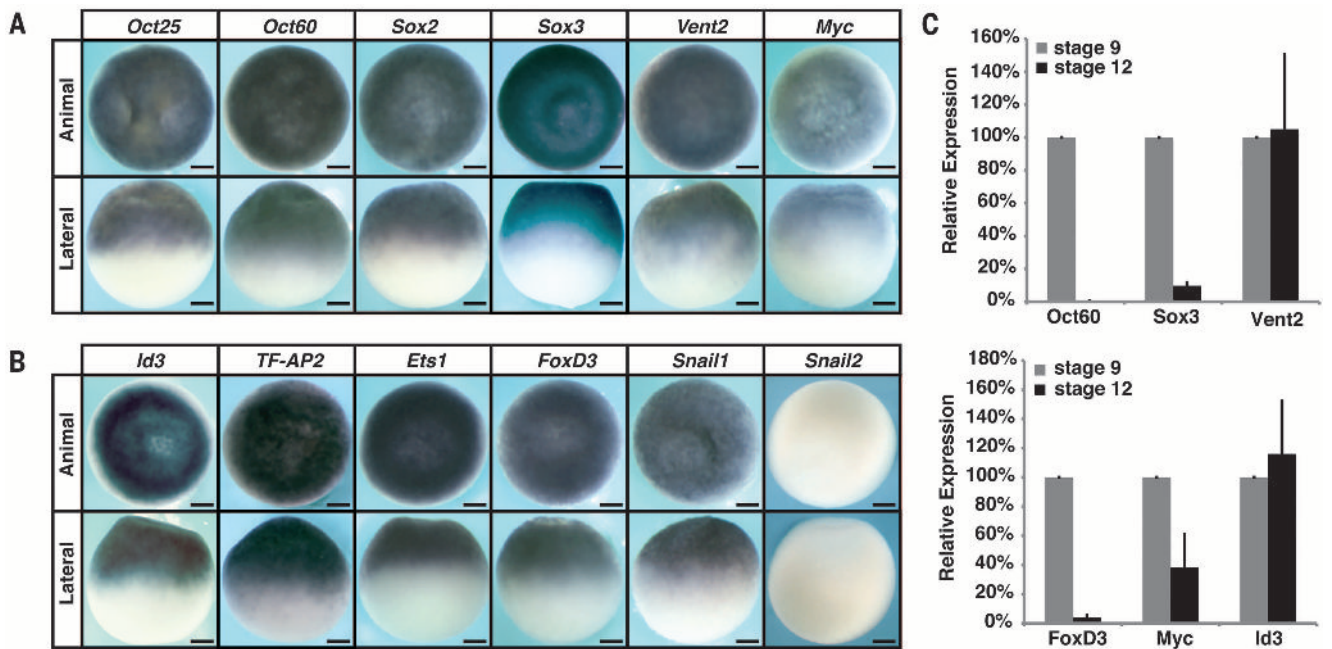 A
Oct25 Oct60 Sox2 Sox3 Vent2 Myc
Animal
Lateral
B
Id3 TF-AP2 Ets1 FoxD3 Snail1 Snail2
Animal
Lateral
C
160%
140%
120%
100%
80%
60%
40%
20%
0%
Relative Expression
stage 9
stage 12
Oct60 Sox3 Vent2
180%
160%
140%
120%
100%
80%
60%
40%
20%
0%
Relative Expression
stage 9
stage 12
FoxD3 Myc Id3